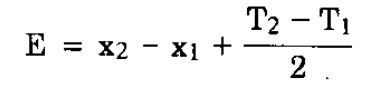 E = x₂ − x₁ + (T₂ − T₁) / 2